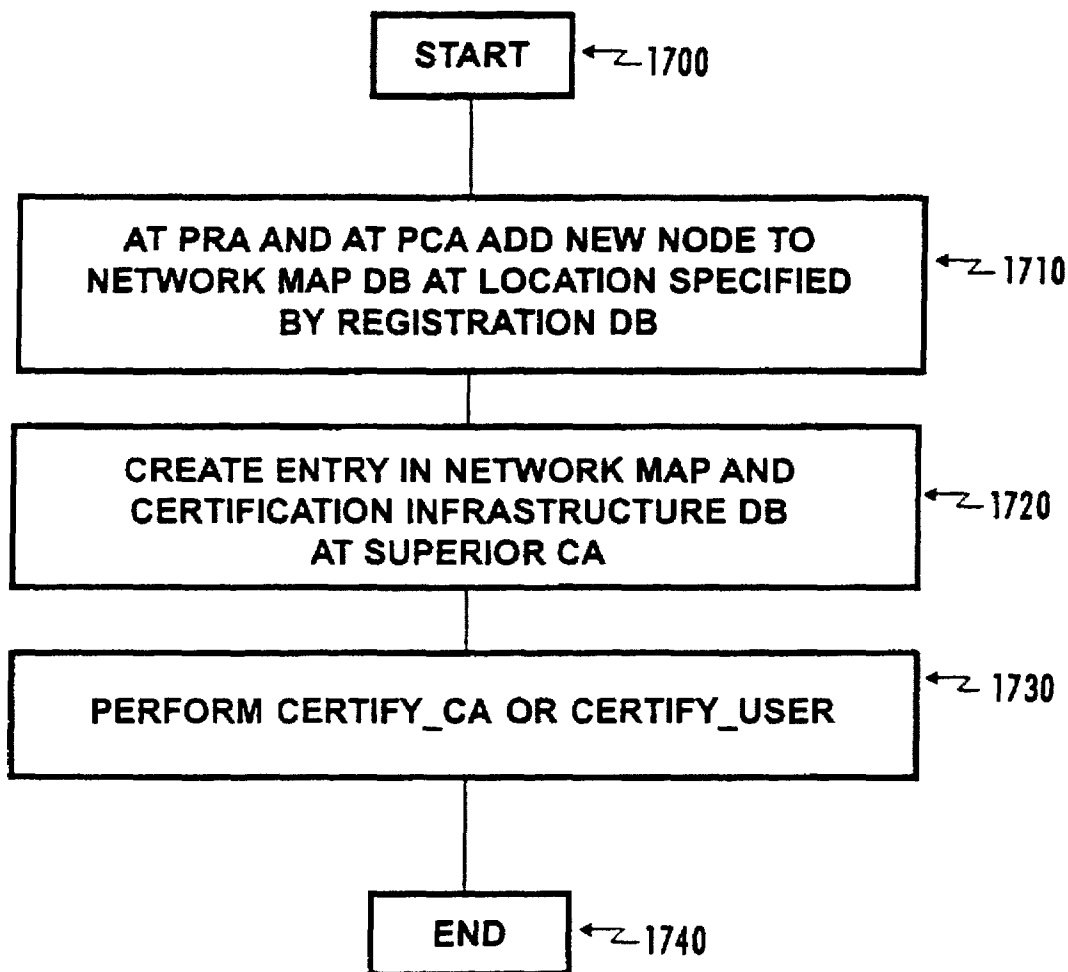 START
1700
AT PRA AND AT PCA ADD NEW NODE TO
NETWORK MAP DB AT LOCATION SPECIFIED
BY REGISTRATION DB
1710
CREATE ENTRY IN NETWORK MAP AND
CERTIFICATION INFRASTRUCTURE DB
AT SUPERIOR CA
1720
PERFORM CERTIFY_CA OR CERTIFY_USER
1730
END
1740